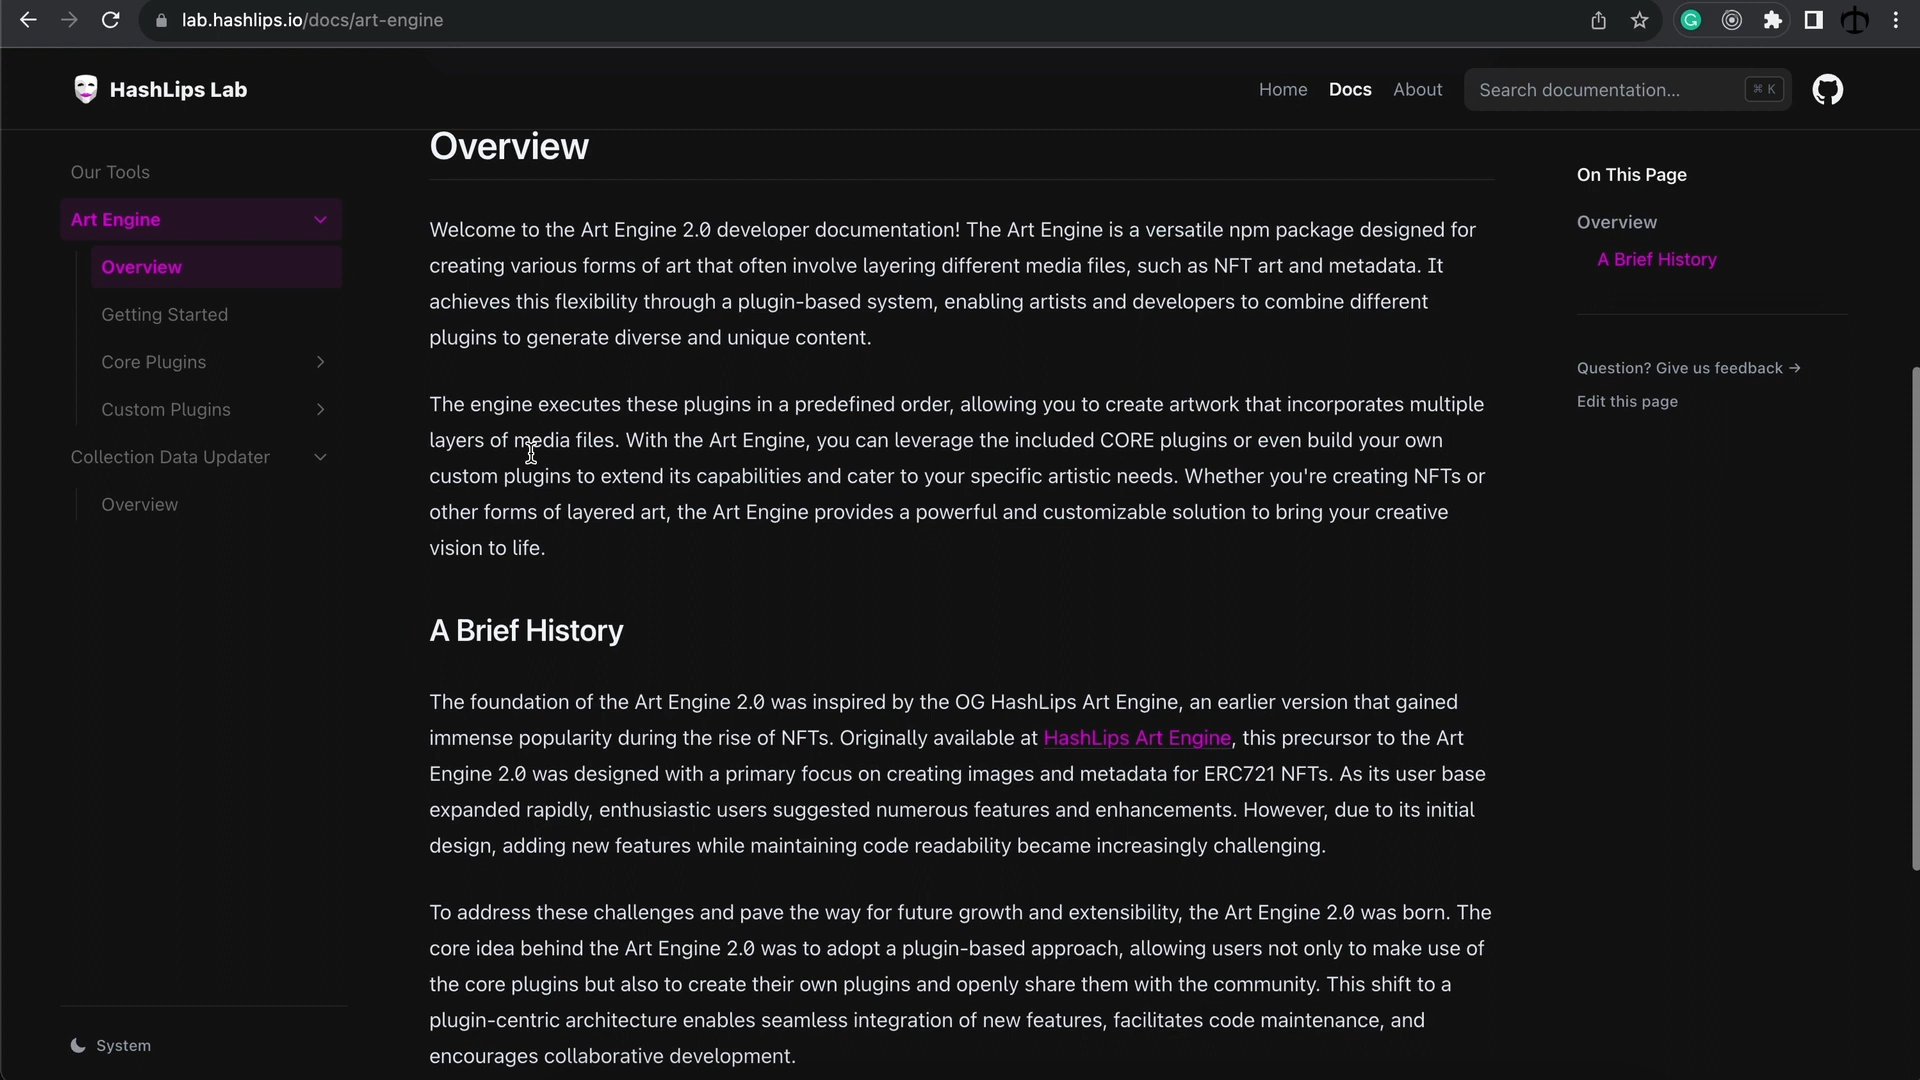 lab.hashlips.io/docs/art-engine
HashLips Lab
Home Docs About Search documentation... ⌘ K
Our Tools
Art Engine
Overview
Getting Started
Core Plugins
Custom Plugins
Collection Data Updater
Overview
System
Overview
Welcome to the Art Engine 2.0 developer documentation! The Art Engine is a versatile npm package designed for
creating various forms of art that often involve layering different media files, such as NFT art and metadata. It
achieves this flexibility through a plugin-based system, enabling artists and developers to combine different
plugins to generate diverse and unique content.
The engine executes these plugins in a predefined order, allowing you to create artwork that incorporates multiple
layers of media files. With the Art Engine, you can leverage the included CORE plugins or even build your own
custom plugins to extend its capabilities and cater to your specific artistic needs. Whether you're creating NFTs or
other forms of layered art, the Art Engine provides a powerful and customizable solution to bring your creative
vision to life.
A Brief History
The foundation of the Art Engine 2.0 was inspired by the OG HashLips Art Engine, an earlier version that gained
immense popularity during the rise of NFTs. Originally available at HashLips Art Engine, this precursor to the Art
Engine 2.0 was designed with a primary focus on creating images and metadata for ERC721 NFTs. As its user base
expanded rapidly, enthusiastic users suggested numerous features and enhancements. However, due to its initial
design, adding new features while maintaining code readability became increasingly challenging.
To address these challenges and pave the way for future growth and extensibility, the Art Engine 2.0 was born. The
core idea behind the Art Engine 2.0 was to adopt a plugin-based approach, allowing users not only to make use of
the core plugins but also to create their own plugins and openly share them with the community. This shift to a
plugin-centric architecture enables seamless integration of new features, facilitates code maintenance, and
encourages collaborative development.
On This Page
Overview
A Brief History
Question? Give us feedback →
Edit this page